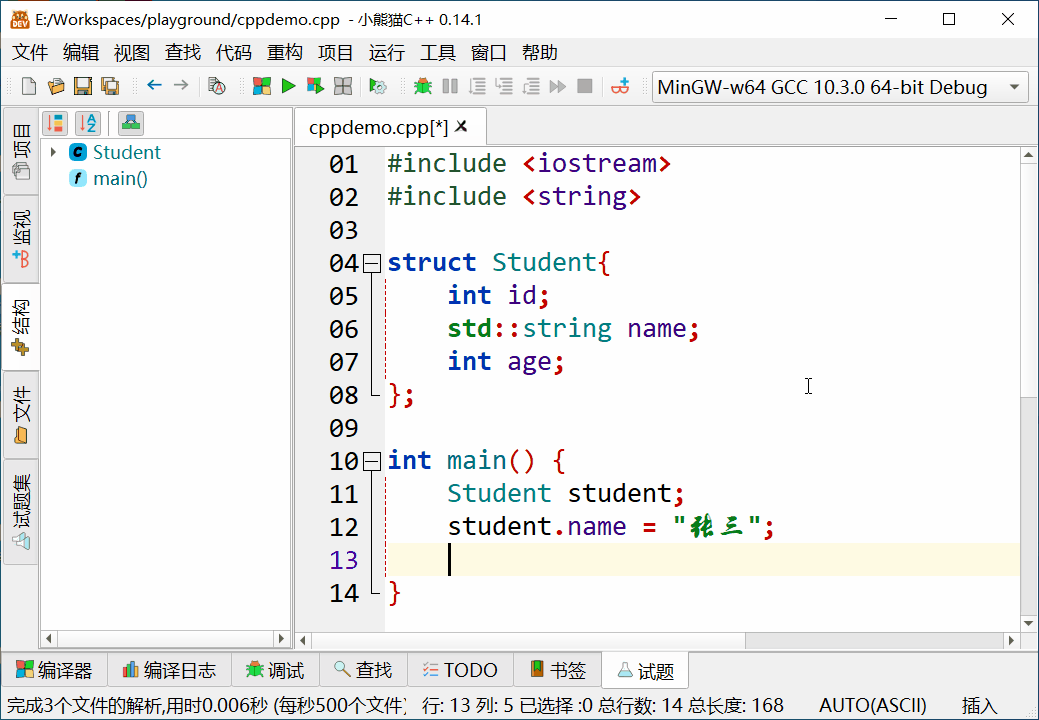 E:/Workspaces/playground/cppdemo.cpp - 小熊猫C++ 0.14.1
文件 编辑 视图 查找 代码 重构 项目 运行 工具 窗口 帮助
MinGW-w64 GCC 10.3.0 64-bit Debug
项目
监视
结构
文件
试题集
Student
main()
cppdemo.cpp[*]
01 #include <iostream>
02 #include <string>
03
04 struct Student{
05 int id;
06 std::string name;
07 int age;
08 };
09
10 int main() {
11 Student student;
12 student.name = "张三";
13
14 }
编译器 编译日志 调试 查找 TODO 书签 试题
完成3个文件的解析,用时0.006秒 (每秒500个文件) 行: 13 列: 5 已选择 :0 总行数: 14 总长度: 168 AUTO(ASCII) 插入